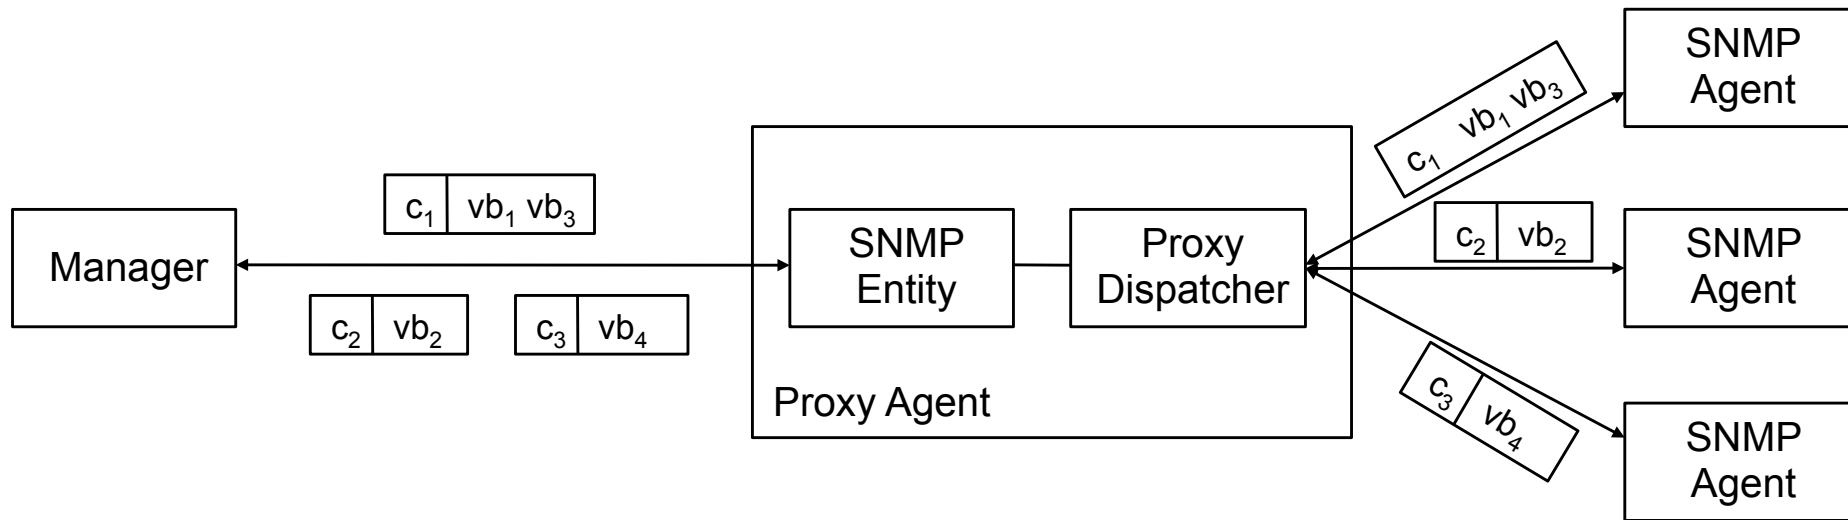 Manager
c₁ vb₁ vb₃
c₂ vb₂
c₃ vb₄
SNMP
Entity
Proxy
Dispatcher
Proxy Agent
c₁ vb₁ vb₃
c₂ vb₂
c₃ vb₄
SNMP
Agent
SNMP
Agent
SNMP
Agent